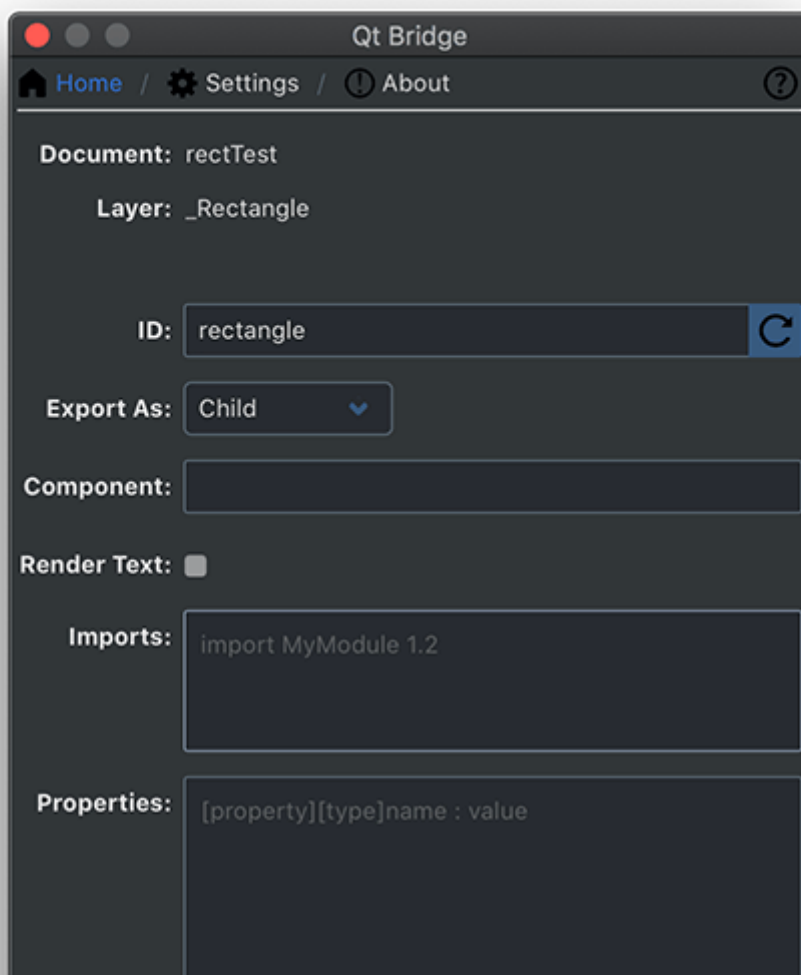 Qt Bridge
Home / Settings / About
Document: rectTest
Layer: _Rectangle
ID: rectangle
Export As: Child
Component:
Render Text:
Imports: import MyModule 1.2
Properties: [property][type]name : value